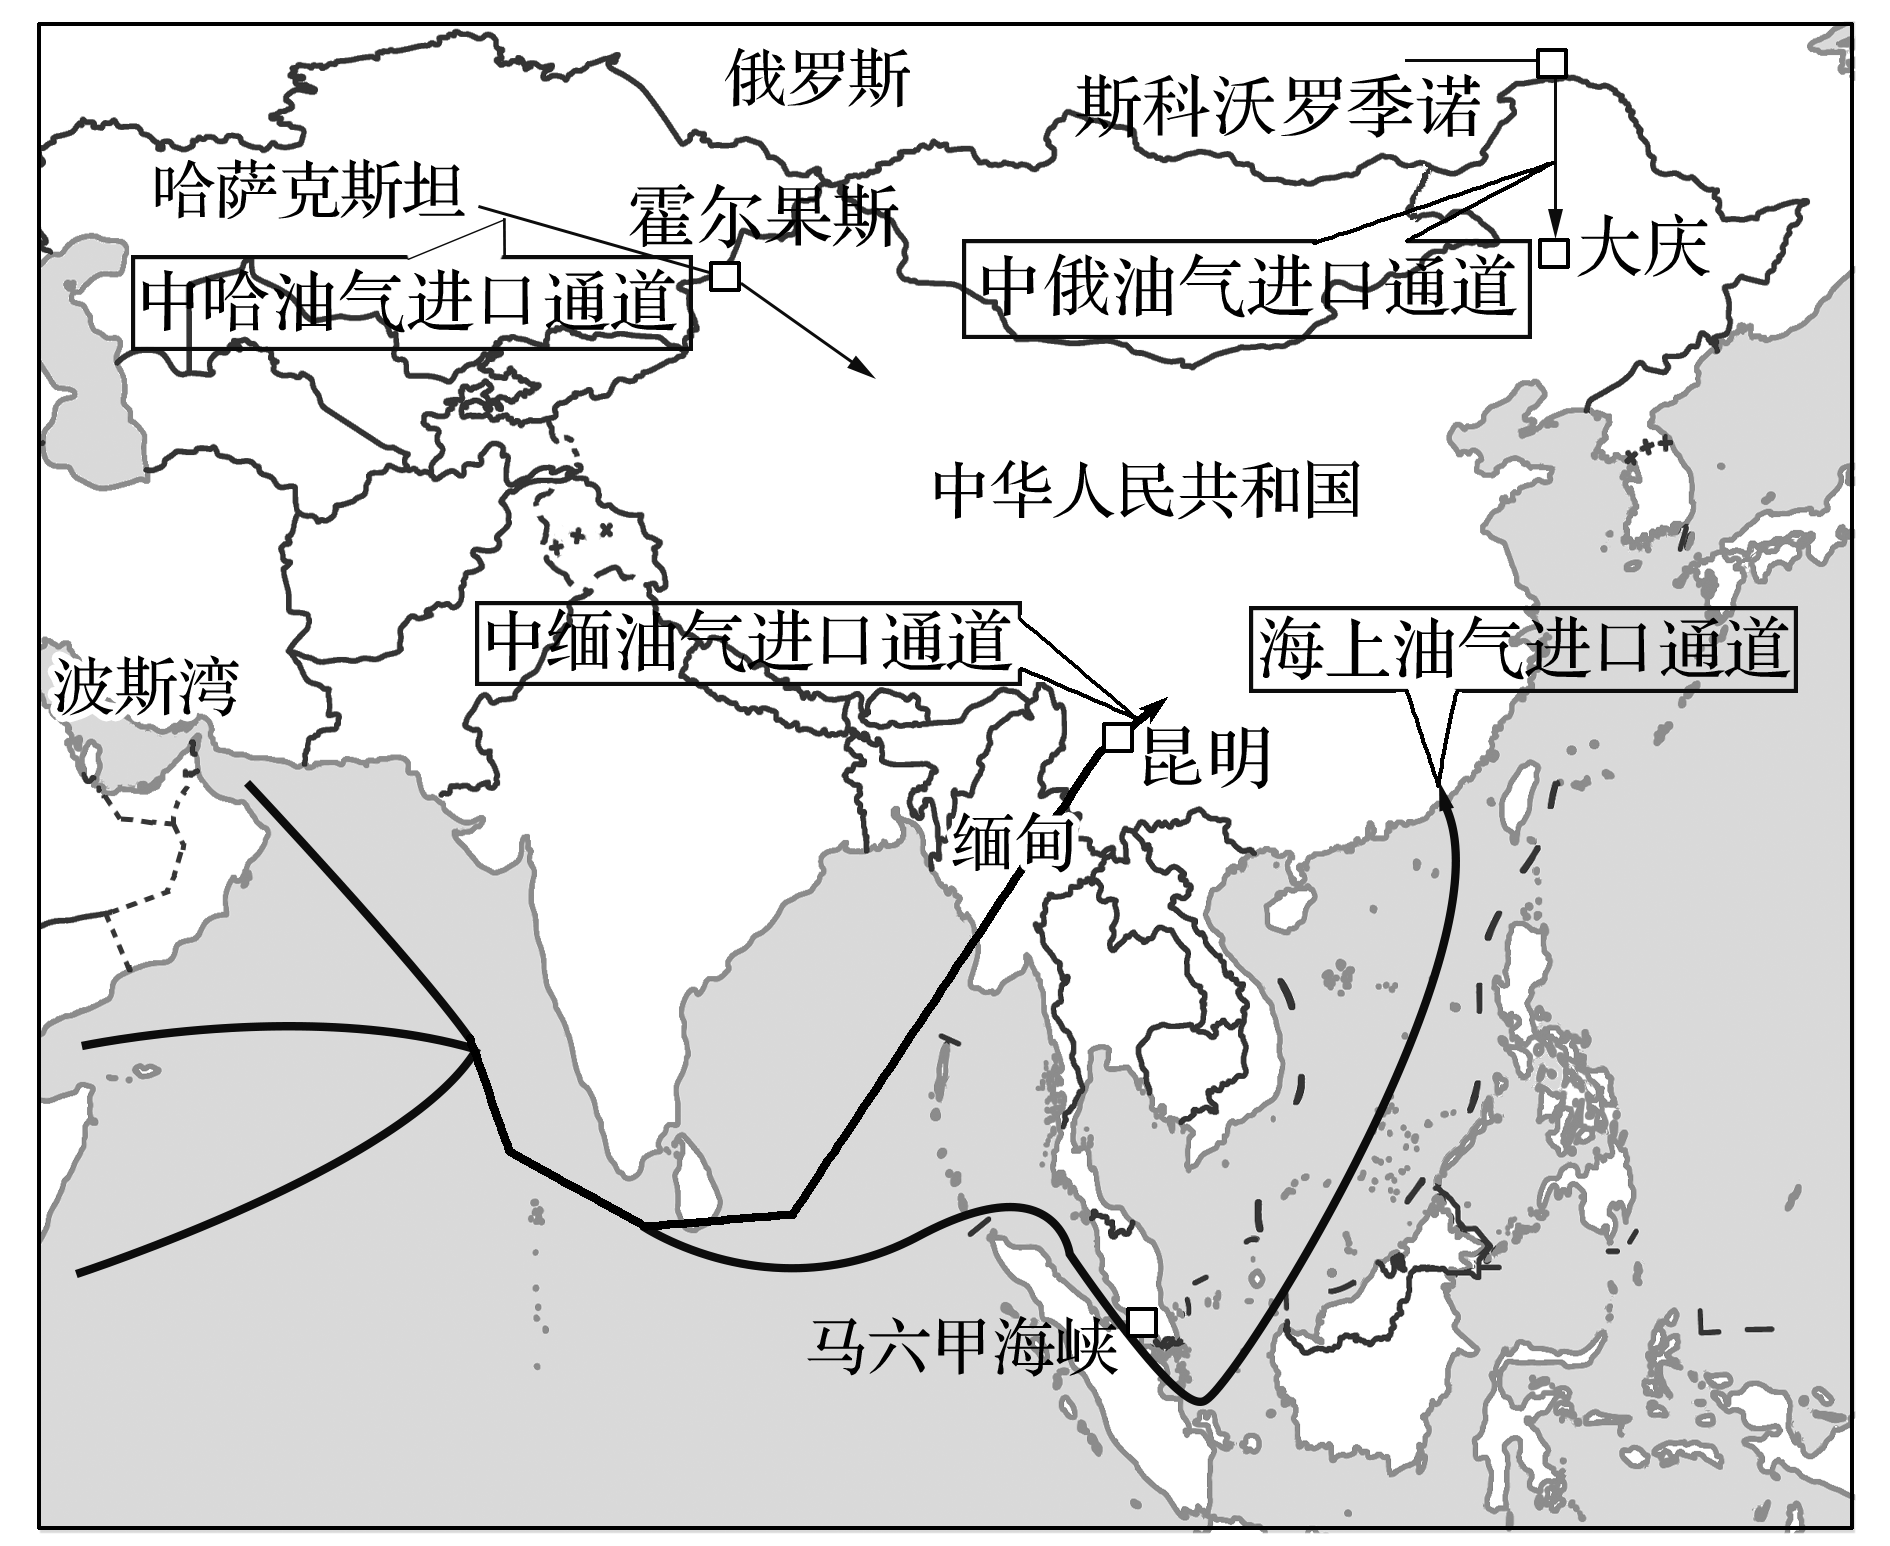 俄罗斯
斯科沃罗季诺
哈萨克斯坦
霍尔果斯
大庆
中哈油气进口通道
中俄油气进口通道
中华人民共和国
中缅油气进口通道
海上油气进口通道
波斯湾
昆明
缅甸
马六甲海峡